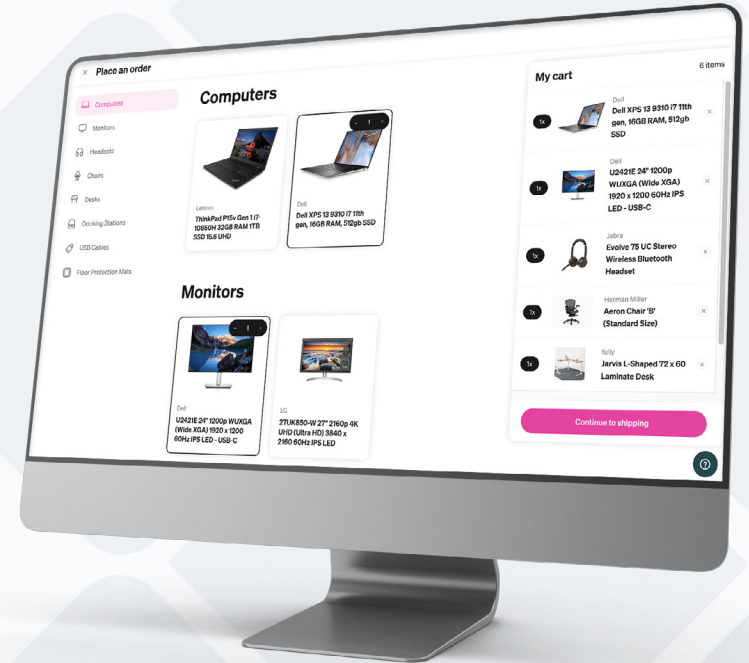 × Place an order
Computers
Monitors
Headsets
Chairs
Desks
Docking Stations
USB Cables
Floor Protection Mats
Computers
Lenovo
ThinkPad P15v Gen 1 i7-
10850H 32GB RAM 1TB
SSD 15.6 UHD
- 1 +
Dell
Dell XPS 13 9310 i7 11th
gen, 16GB RAM, 512gb SSD
Monitors
- 1 +
Dell
U2421E 24" 1200p WUXGA
(Wide XGA) 1920 x 1200
60Hz IPS LED - USB-C
LG
27UK850-W 27" 2160p 4K
UHD (Ultra HD) 3840 x
2160 60Hz IPS LED
My cart
6 items
1x
Dell
Dell XPS 13 9310 i7 11th
gen, 16GB RAM, 512gb
SSD
×
1x
Dell
U2421E 24" 1200p
WUXGA (Wide XGA)
1920 x 1200 60Hz IPS
LED - USB-C
×
1x
Jabra
Evolve 75 UC Stereo
Wireless Bluetooth
Headset
×
1x
Herman Miller
Aeron Chair 'B'
(Standard Size)
×
1x
fully
Jarvis L-Shaped 72 x 60
Laminate Desk
×
Continue to shipping
?